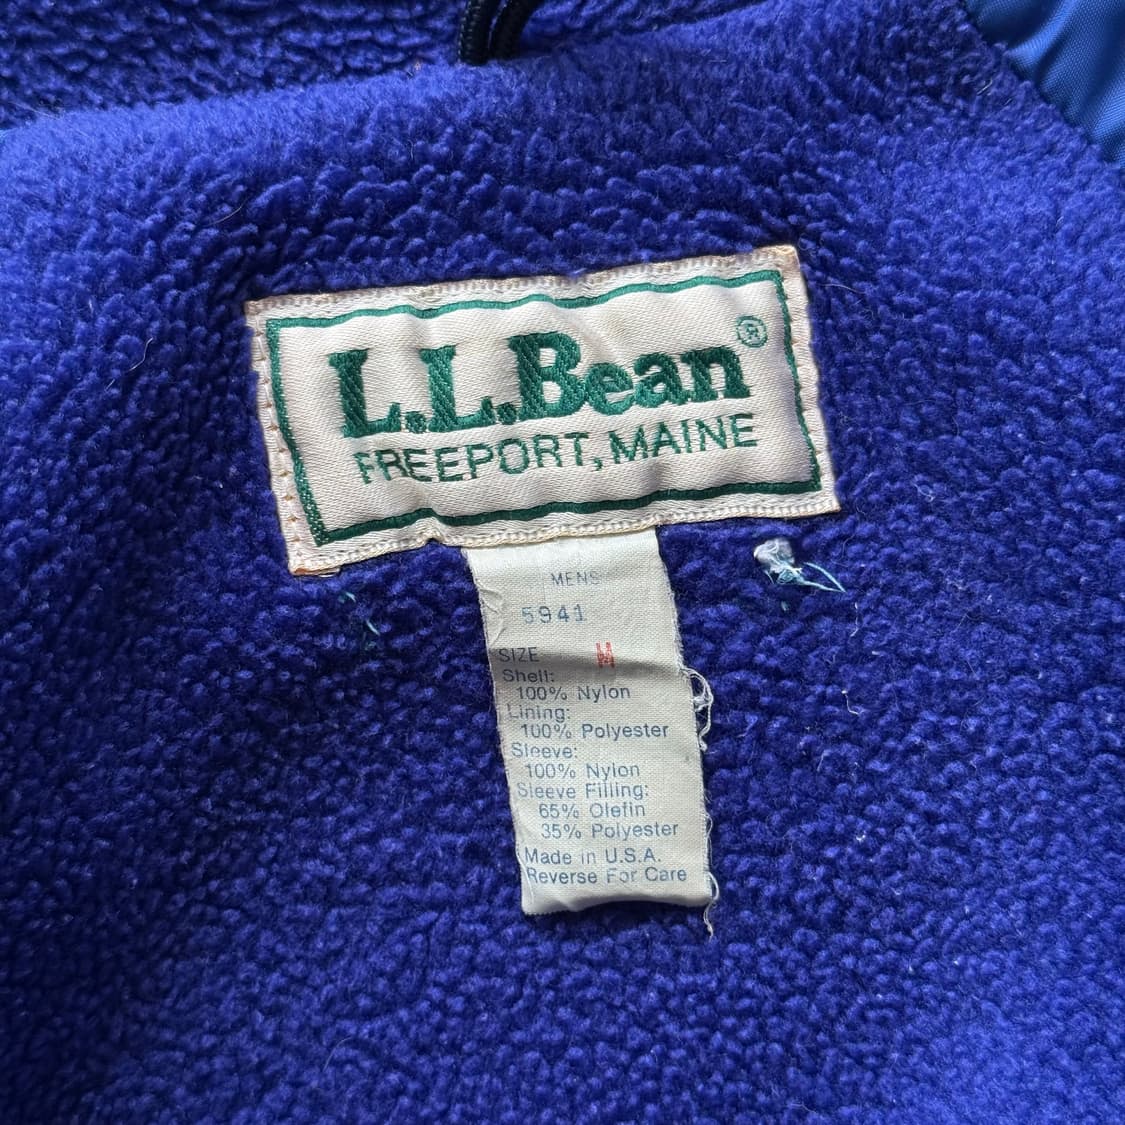 L.L.Bean®
FREEPORT, MAINE
MENS
5941
SIZE M
Shell:
100% Nylon
Lining:
100% Polyester
Sleeve:
100% Nylon
Sleeve Filling:
65% Olefin
35% Polyester
Made in U.S.A.
Reverse For Care